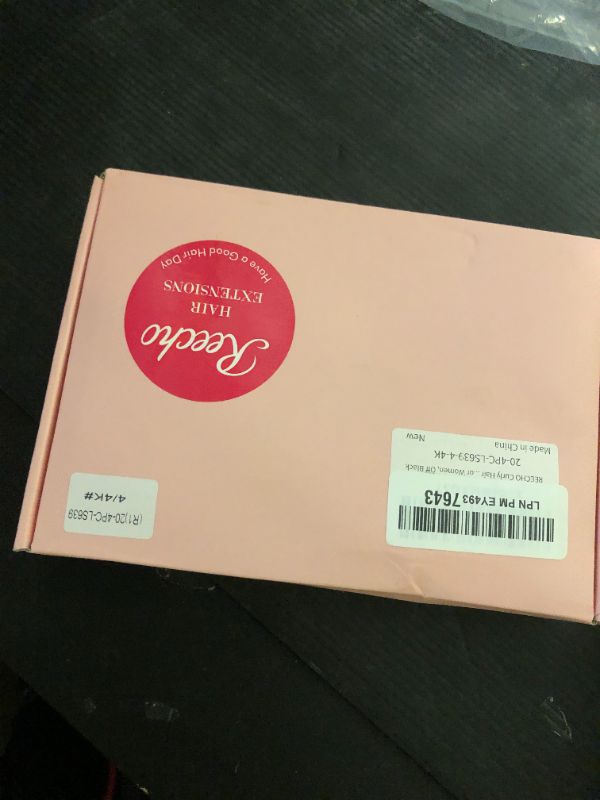 Reecho
HAIR
EXTENSIONS
Have a Good Hair Day
LPN PM EY493 7643
REECHO Curly Hair ... or Women, Off Black
20-4PC-LS639-4-4K
Made in China
New
(R1)20-4PC-LS639
4/4K#